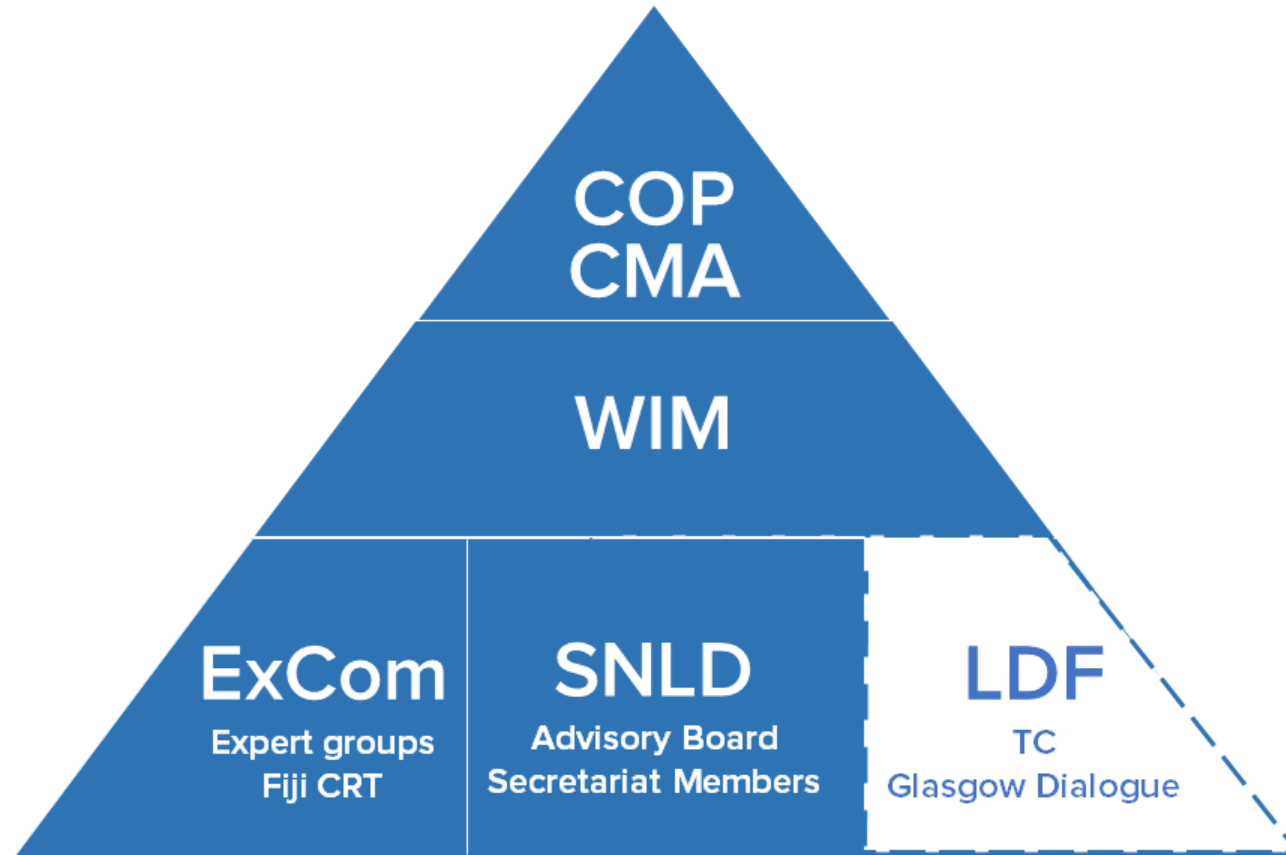 COP
CMA
WIM
ExCom
Expert groups
Fiji CRT
SNLD
Advisory Board
Secretariat Members
LDF
TC
Glasgow Dialogue